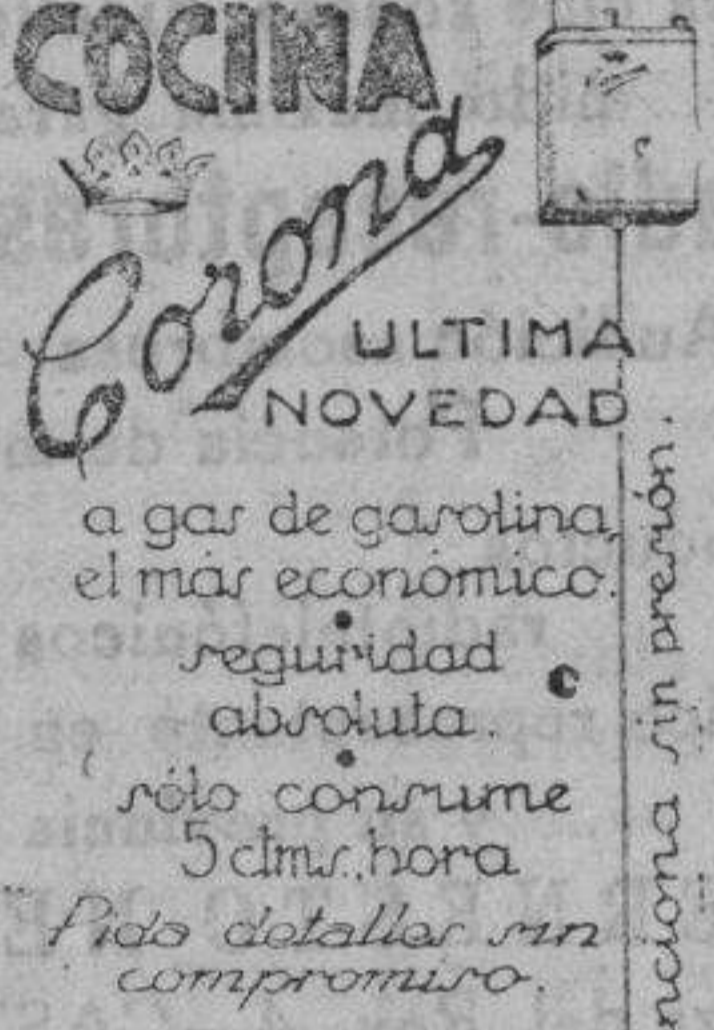 COCINA
Corona
ULTIMA
NOVEDAD
a gas de gasolina,
el más económico.
seguridad
absoluta.
sólo consume
5 ctms. hora
Pida detalles sin
compromiso.
nciona sin presión.